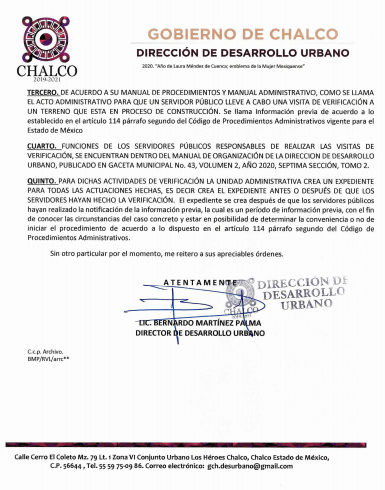 GOBIERNO DE CHALCO
DIRECCIÓN DE DESARROLLO URBANO
2020. "Año de Laura Méndez de Cuenca; emblema de la Mujer Mexiquense"
CHALCO
2019-2021
TERCERO. DE ACUERDO A SU MANUAL DE PROCEDIMIENTOS Y MANUAL ADMINISTRATIVO, COMO SE LLAMA
EL ACTO ADMINISTRATIVO PARA QUE UN SERVIDOR PÚBLICO LLEVE A CABO UNA VISITA DE VERIFICACIÓN A
UN TERRENO QUE ESTA EN PROCESO DE CONSTRUCCIÓN. Se llama Información previa de acuerdo a lo
establecido en el articulo 114 párrafo segundo del Código de Procedimientos Administrativos vigente para el
Estado de México
CUARTO. FUNCIONES DE LOS SERVIDORES PÚBLICOS RESPONSABLES DE REALIZAR LAS VISITAS DE
VERIFICACIÓN, SE ENCUENTRAN DENTRO DEL MANUAL DE ORGANIZACIÓN DE LA DIRECCION DE DESARROLLO
URBANO, PUBLICADO EN GACETA MUNICIPAL No. 43, VOLUMEN 2, AÑO 2020, SEPTIMA SECCIÓN, TOMO 2.
QUINTO. PARA DICHAS ACTIVIDADES DE VERIFICACIÓN LA UNIDAD ADMINISTRATIVA CREA UN EXPEDIENTE
PARA TODAS LAS ACTUACIONES HECHAS, ES DECIR CREA EL EXPEDIENTE ANTES O DESPUÉS DE QUE LOS
SERVIDORES HAYAN HECHO LA VERIFICACIÓN. El expediente se crea después de que los servidores públicos
hayan realizado la notificación de la información previa, la cual es un período de información previa, con el fin
de conocer las circunstancias del caso concreto y estar en posibilidad de determinar la conveniencia o no de
iniciar el procedimiento de acuerdo a lo dispuesto en el articulo 114 párrafo segundo del Código de
Procedimientos Administrativos.
Sin otro particular por el momento, me reitero a sus apreciables órdenes.
ATENTAMENTE
DIRECCIÓN DE
DESARROLLO
URBANO
CHALCO
LIC. BERNARDO MARTÍNEZ PALMA
DIRECTOR DE DESARROLLO URBANO
C.c.p. Archivo.
BMP/RVL/arrc**
Calle Cerro El Coleto Mz. 79 Lt. 1 Zona VI Conjunto Urbano Los Héroes Chalco, Chalco Estado de México,
C.P. 56644 , Tel. 55 59 75-09 86. Correo electrónico: gch.desurbano@gmail.com